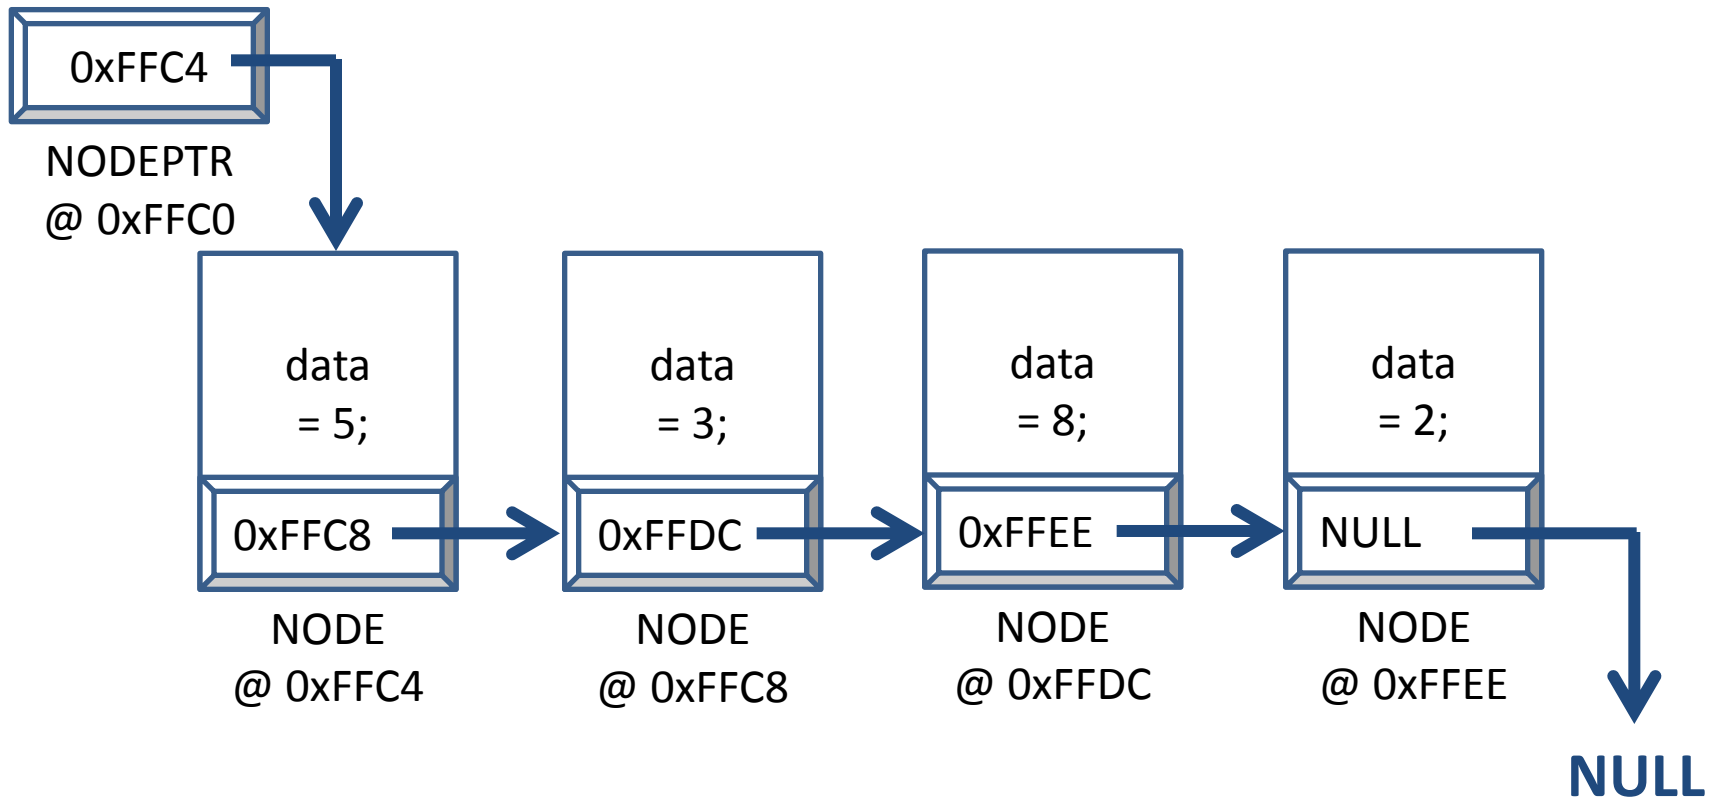 0xFFC4
NODEPTR
@ 0xFFC0
data
= 5;
0xFFC8
NODE
@ 0xFFC4
data
= 3;
0xFFDC
NODE
@ 0xFFC8
data
= 8;
0xFFEE
NODE
@ 0xFFDC
data
= 2;
NULL
NODE
@ 0xFFEE
NULL